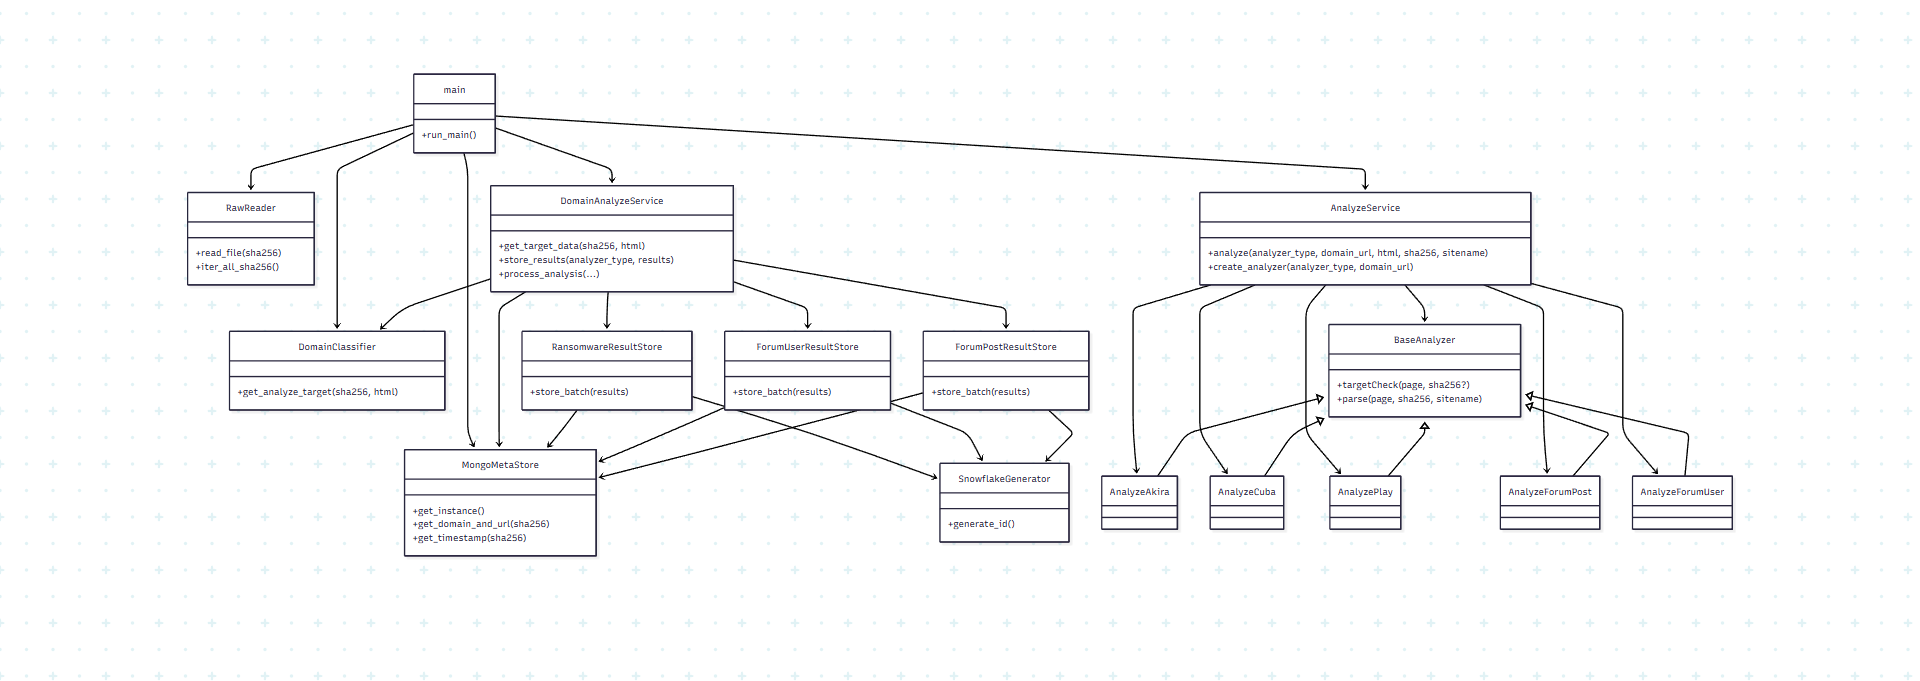 main
+run_main()
RawReader
+read_file(sha256)
+iter_all_sha256()
DomainAnalyzeService
+get_target_data(sha256, html)
+store_results(analyzer_type, results)
+process_analysis(...)
AnalyzeService
+analyze(analyzer_type, domain_url, html, sha256, sitename)
+create_analyzer(analyzer_type, domain_url)
DomainClassifier
+get_analyze_target(sha256, html)
RansomwareResultStore
+store_batch(results)
ForumUserResultStore
+store_batch(results)
ForumPostResultStore
+store_batch(results)
BaseAnalyzer
+targetCheck(page, sha256?)
+parse(page, sha256, sitename)
MongoMetaStore
+get_instance()
+get_domain_and_url(sha256)
+get_timestamp(sha256)
SnowflakeGenerator
+generate_id()
AnalyzeAkira
AnalyzeCuba
AnalyzePlay
AnalyzeForumPost
AnalyzeForumUser